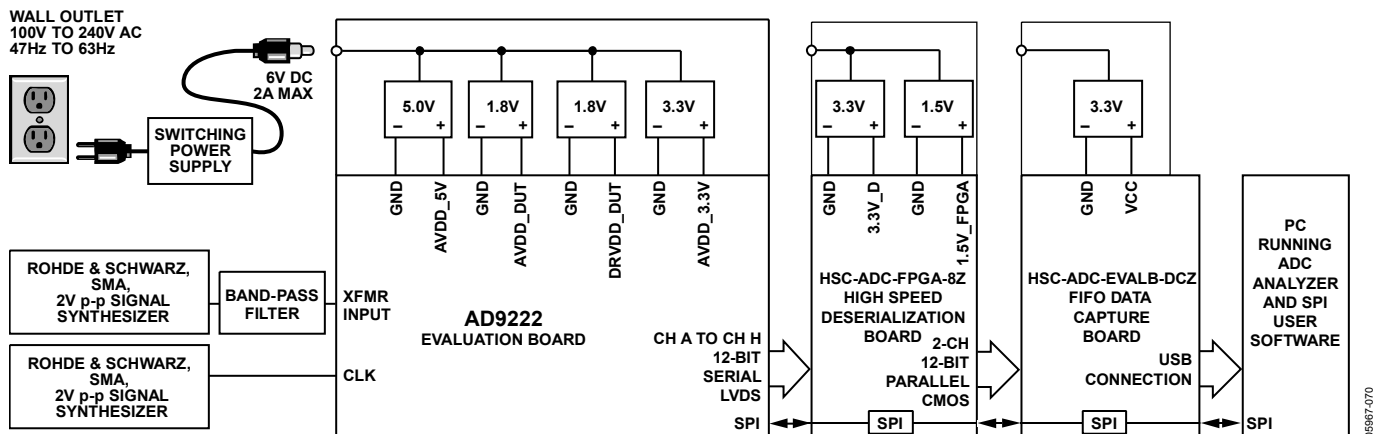 WALL OUTLET
100V TO 240V AC
47Hz TO 63Hz
6V DC
2A MAX
SWITCHING
POWER
SUPPLY
5.0V
− +
1.8V
− +
1.8V
− +
3.3V
− +
3.3V
− +
1.5V
− +
3.3V
− +
GND
AVDD_5V
GND
AVDD_DUT
GND
DRVDD_DUT
GND
AVDD_3.3V
GND
3.3V_D
GND
1.5V_FPGA
GND
VCC
ROHDE & SCHWARZ,
SMA,
2V p-p SIGNAL
SYNTHESIZER
BAND-PASS
FILTER
XFMR
INPUT
ROHDE & SCHWARZ,
SMA,
2V p-p SIGNAL
SYNTHESIZER
CLK
AD9222
EVALUATION BOARD
CH A TO CH H
12-BIT
SERIAL
LVDS
SPI
HSC-ADC-FPGA-8Z
HIGH SPEED
DESERIALIZATION
BOARD
2-CH
12-BIT
PARALLEL
CMOS
SPI
HSC-ADC-EVALB-DCZ
FIFO DATA
CAPTURE
BOARD
USB
CONNECTION
SPI
PC
RUNNING
ADC
ANALYZER
AND SPI
USER
SOFTWARE
SPI
05967-070